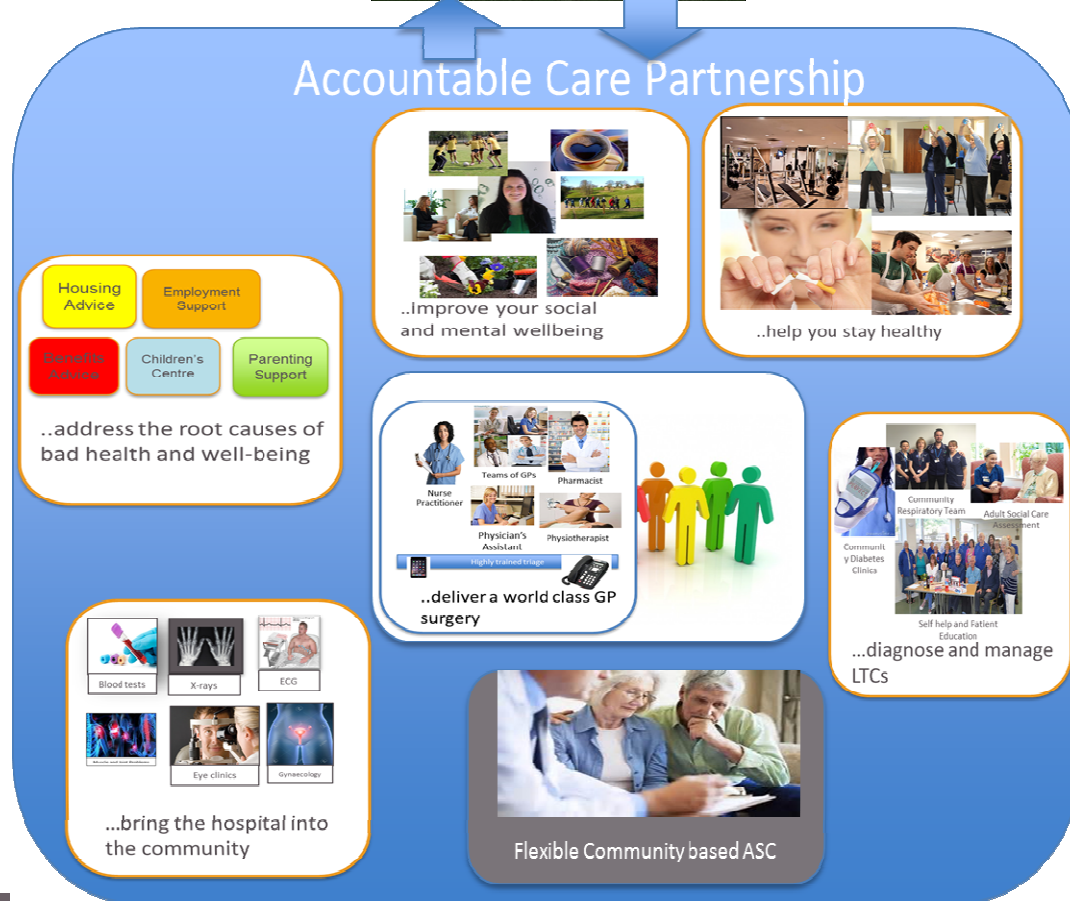 Accountable Care Partnership
..Improve your social
and mental wellbeing
..help you stay healthy
Housing
Advice
Employment
Support
Benefits
Advice
Children's
Centre
Parenting
Support
..address the root causes of
bad health and well-being
Nurse
Practitioner
Teams of GPs
Pharmacist
Physician's
Assistant
Physiotherapist
Highly trained triage
..deliver a world class GP
surgery
Community
Respiratory Team
Adult Social Care
Assessment
Communit
y Diabetes
Clinics
Self help and Patient
Education
...diagnose and manage
LTCs
Blood tests
X-rays
ECG
Eye clinics
Gynaecology
...bring the hospital into
the community
Flexible Community based ASC